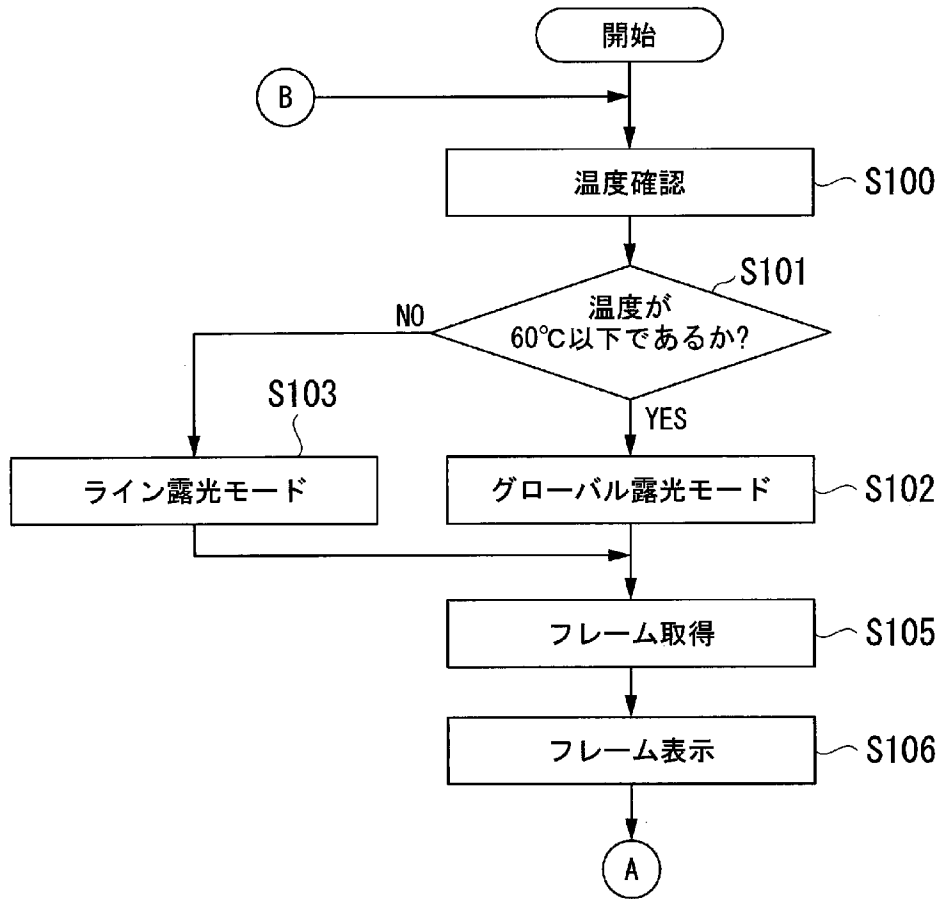 開始
B
温度確認
S100
S101
温度が
60℃以下であるか?
NO
YES
S103
ライン露光モード
グローバル露光モード
S102
フレーム取得
S105
フレーム表示
S106
A